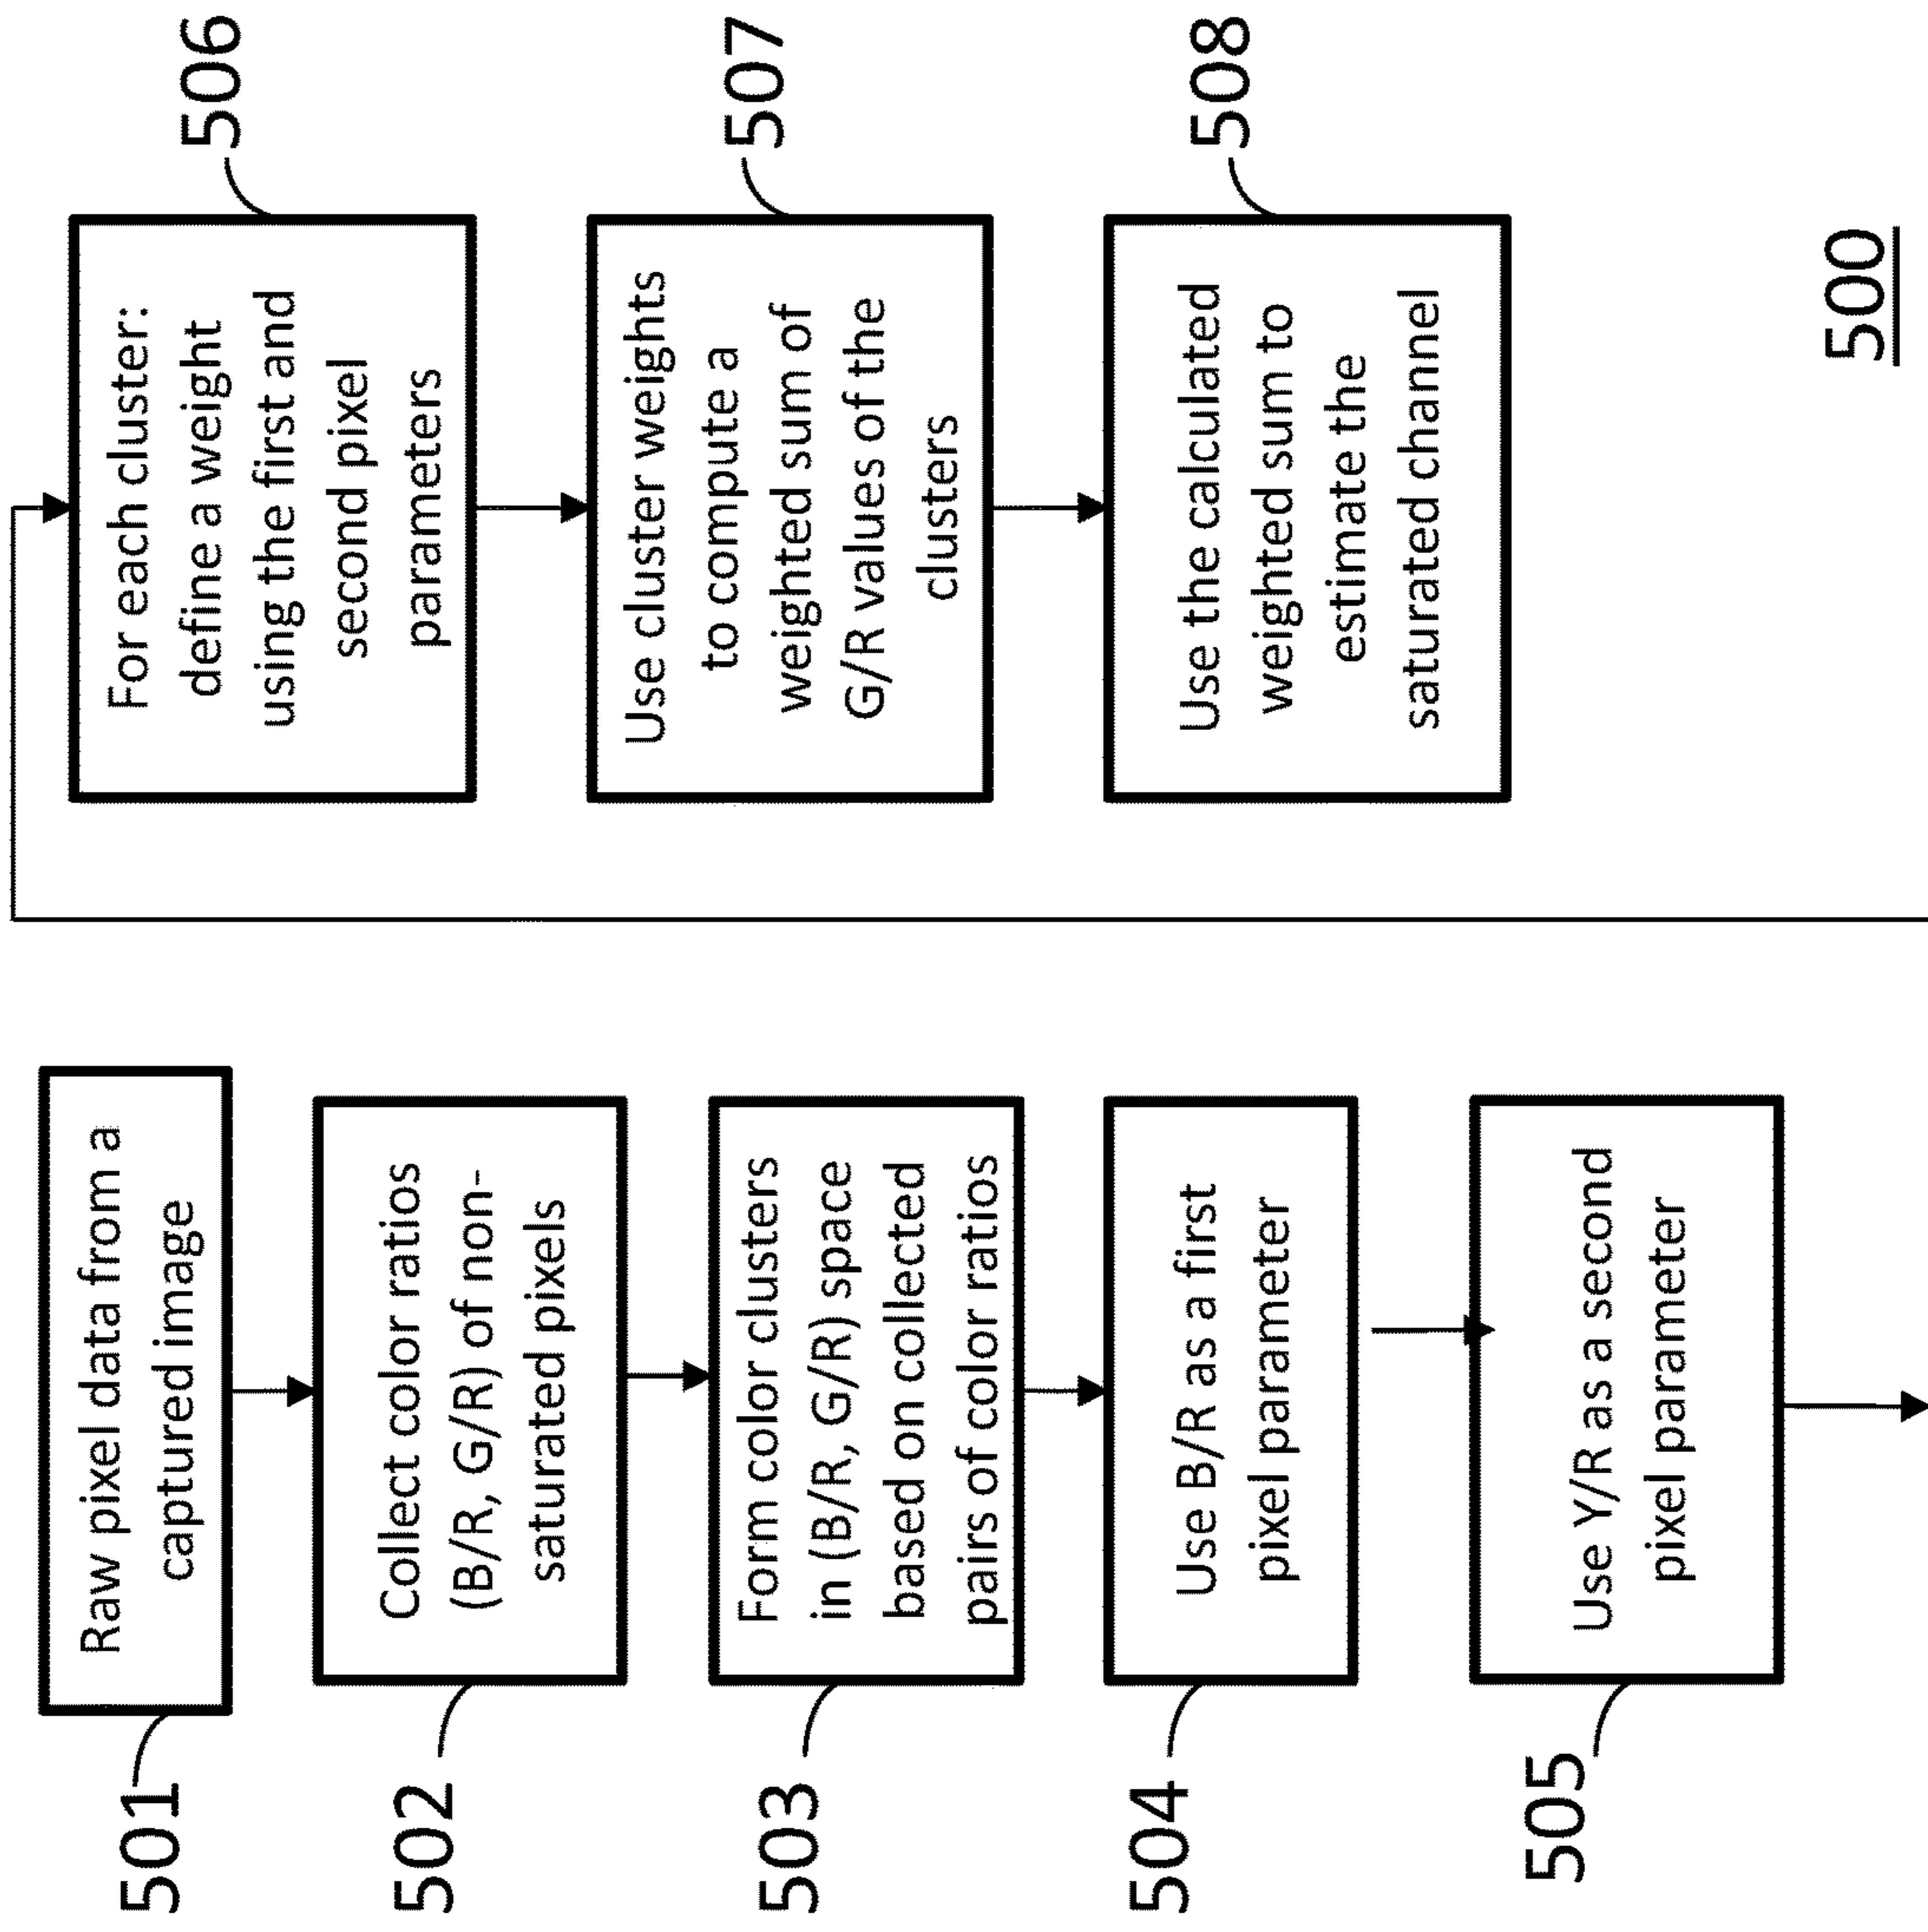 501
Raw pixel data from a
captured image
502
Collect color ratios
(B/R, G/R) of non-
saturated pixels
503
Form color clusters
in (B/R, G/R) space
based on collected
pairs of color ratios
504
Use B/R as a first
pixel parameter
505
Use Y/R as a second
pixel parameter
For each cluster:
define a weight
using the first and
second pixel
parameters
506
Use cluster weights
to compute a
weighted sum of
G/R values of the
clusters
507
Use the calculated
weighted sum to
estimate the
saturated channel
508
500